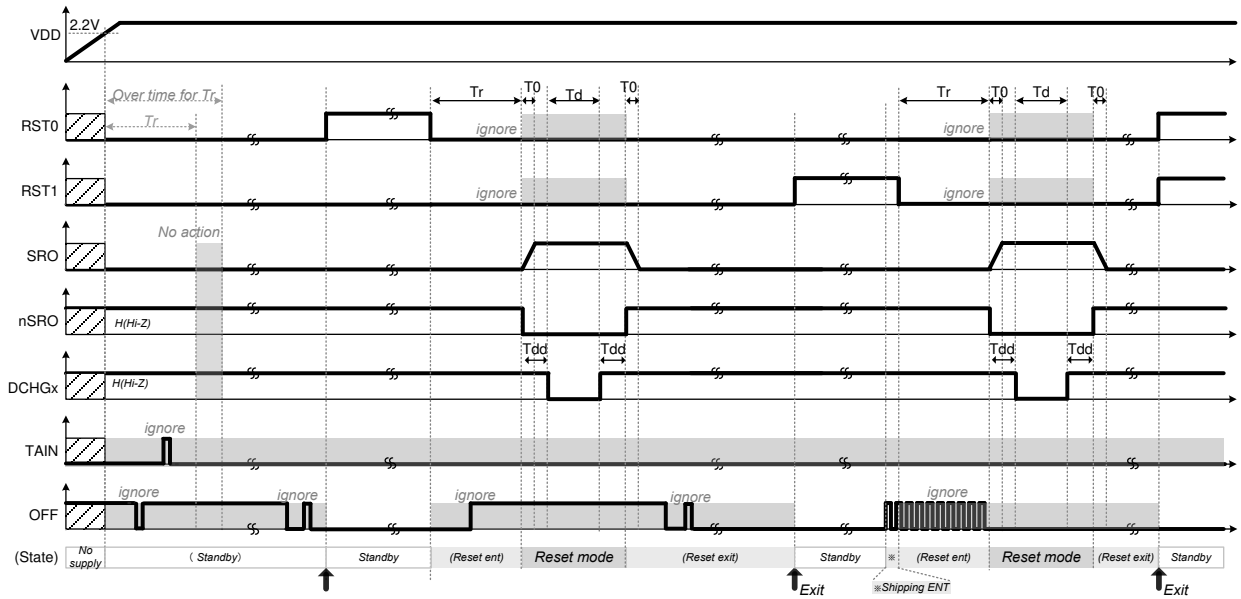 VDD
2.2V
RST0
Over time for Tr
Tr
Tr
T0
Td
T0
Tr
T0
Td
T0
ignore
ignore
RST1
ignore
ignore
SRO
No action
nSRO
H(Hi-Z)
Tdd
Tdd
Tdd
Tdd
DCHGx
H(Hi-Z)
TAIN
ignore
OFF
ignore
ignore
ignore
ignore
ignore
(State)
No supply
( Standby)
Standby
(Reset ent)
Reset mode
(Reset exit)
Standby
※
(Reset ent)
Reset mode
(Reset exit)
Standby
Exit
※Shipping ENT
Exit